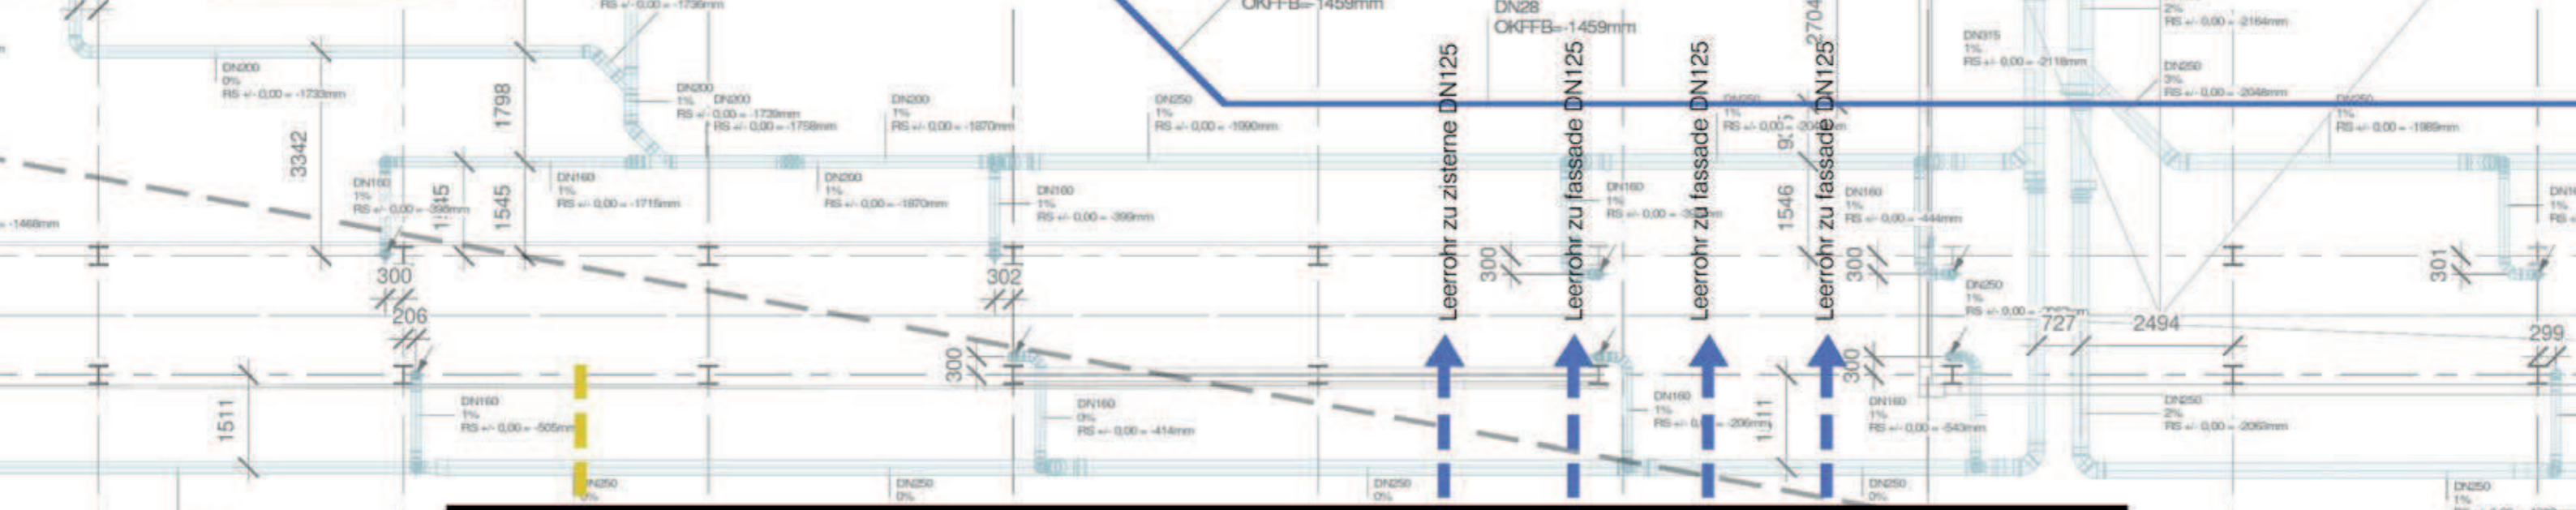 OKFFB=-1459mm
DN28
OKFFB=-1459mm
2704
DN315
1%
RS +/- 0,00 = -2118mm
2%
RS +/- 0,00 = -2164mm
DN250
3%
RS +/- 0,00 = -2048mm
DN200
0%
RS +/- 0,00 = -1733mm
3342
1798
DN200
1%
RS +/- 0,00 = -1739mm
DN200
RS +/- 0,00 = -1758mm
DN200
1%
RS +/- 0,00 = -1870mm
DN250
1%
RS +/- 0,00 = -1990mm
DN250
1%
DN250
1%
RS +/- 0,00 = -1989mm
Leerrohr zu zisterne DN125
Leerrohr zu fassade DN125
Leerrohr zu fassade DN125
Leerrohr zu fassade DN125
= -1468mm
DN160
1%
RS +/- 0,00 = -398mm
1545
DN160
1%
RS +/- 0,00 = -1715mm
DN200
1%
RS +/- 0,00 = -1870mm
DN160
1%
RS +/- 0,00 = -399mm
DN160
1%
1546
DN160
1%
RS +/- 0,00 = -444mm
1%
300
302
300
300
301
206
DN250
1%
727
2494
299
300
300
1511
DN160
1%
RS +/- 0,00 = -505mm
DN160
0%
RS +/- 0,00 = -414mm
DN160
1%
DN160
1%
RS +/- 0,00 = -543mm
DN250
2%
RS +/- 0,00 = -2063mm
DN250
0%
DN250
0%
DN250
0%
DN250
1%